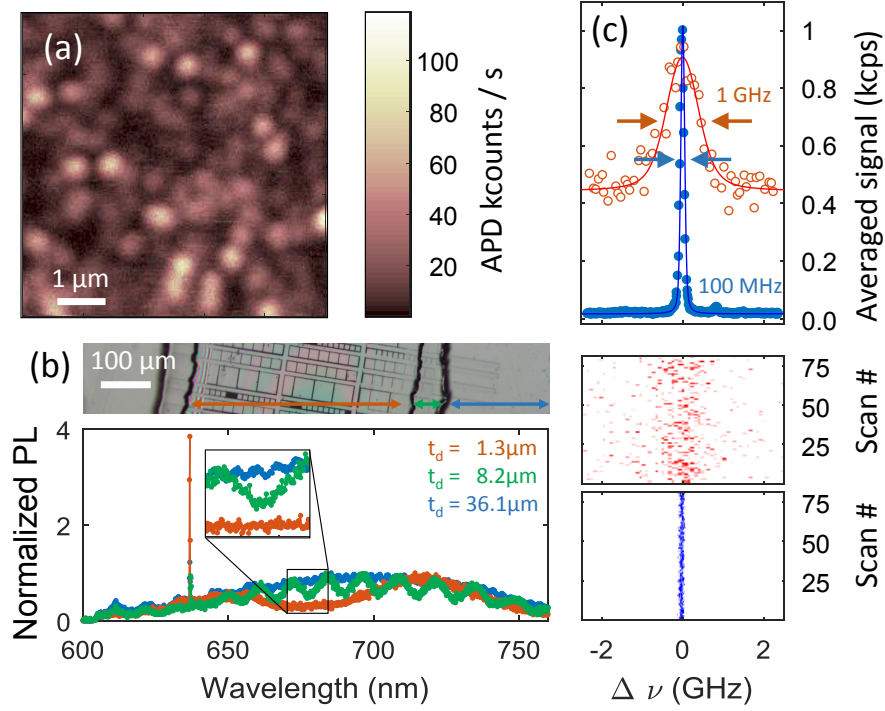 (a)
1 μm
100
80
60
40
20
APD kcounts / s
(b)
100 μm
4
2
0
Normalized PL
t_d = 1.3μm
t_d = 8.2μm
t_d = 36.1μm
600
650
700
750
Wavelength (nm)
(c)
1 GHz
100 MHz
1
0.8
0.6
0.4
0.2
0.0
Averaged signal (kcps)
75
50
25
Scan #
75
50
25
Scan #
-2
0
2
Δ ν (GHz)